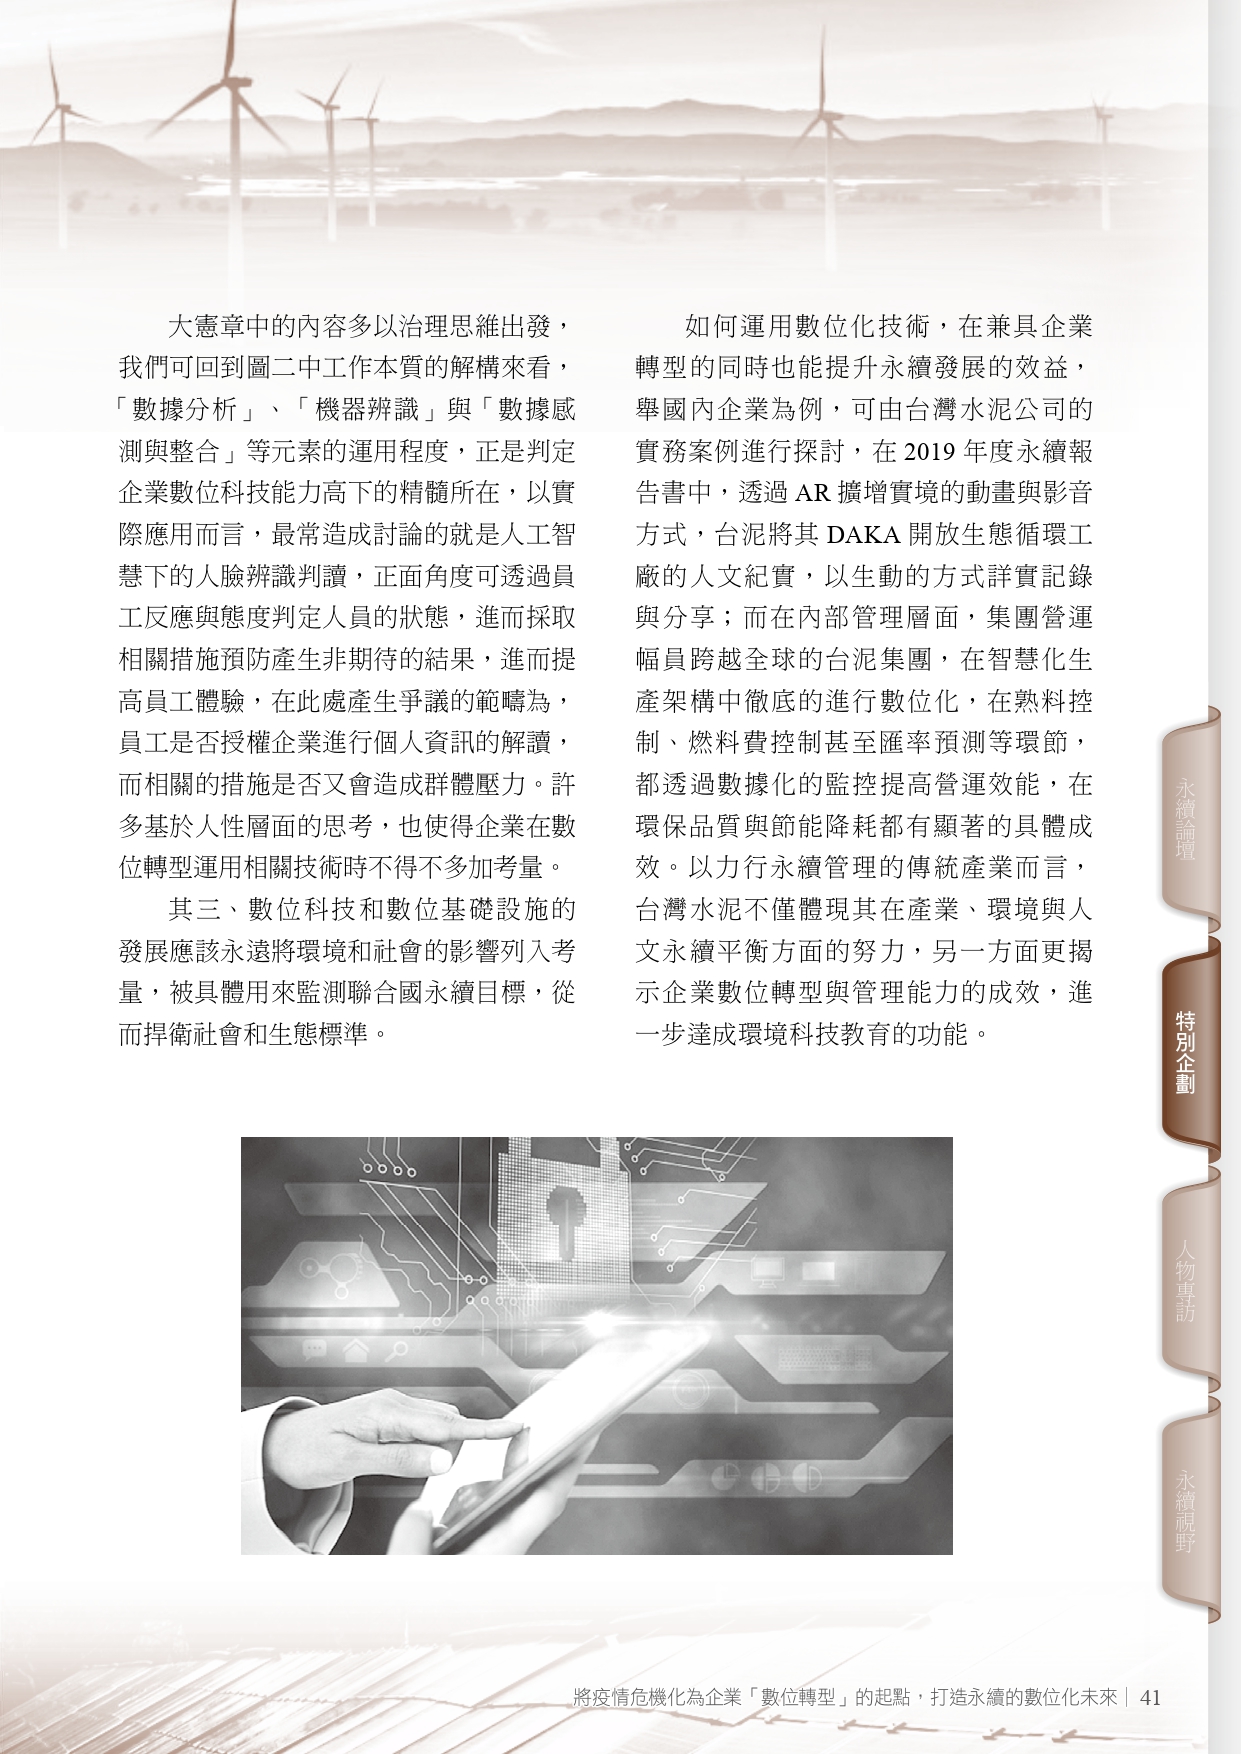 大憲章中的內容多以治理思維出發，
我們可回到圖二中工作本質的解構來看，
「數據分析」、「機器辨識」與「數據感
測與整合」等元素的運用程度，正是判定
企業數位科技能力高下的精髓所在，以實
際應用而言，最常造成討論的就是人工智
慧下的人臉辨識判讀，正面角度可透過員
工反應與態度判定人員的狀態，進而採取
相關措施預防產生非期待的結果，進而提
高員工體驗，在此處產生爭議的範疇為，
員工是否授權企業進行個人資訊的解讀，
而相關的措施是否又會造成群體壓力。許
多基於人性層面的思考，也使得企業在數
位轉型運用相關技術時不得不多加考量。
其三、數位科技和數位基礎設施的
發展應該永遠將環境和社會的影響列入考
量，被具體用來監測聯合國永續目標，從
而捍衛社會和生態標準。
如何運用數位化技術，在兼具企業
轉型的同時也能提升永續發展的效益，
舉國內企業為例，可由台灣水泥公司的
實務案例進行探討，在 2019 年度永續報
告書中，透過 AR 擴增實境的動畫與影音
方式，台泥將其 DAKA 開放生態循環工
廠的人文紀實，以生動的方式詳實記錄
與分享；而在內部管理層面，集團營運
幅員跨越全球的台泥集團，在智慧化生
產架構中徹底的進行數位化，在熟料控
制、燃料費控制甚至匯率預測等環節，
都透過數據化的監控提高營運效能，在
環保品質與節能降耗都有顯著的具體成
效。以力行永續管理的傳統產業而言，
台灣水泥不僅體現其在產業、環境與人
文永續平衡方面的努力，另一方面更揭
示企業數位轉型與管理能力的成效，進
一步達成環境科技教育的功能。
永續論壇
特別企劃
人物專訪
永續視野
將疫情危機化為企業「數位轉型」的起點，打造永續的數位化未來│ 41